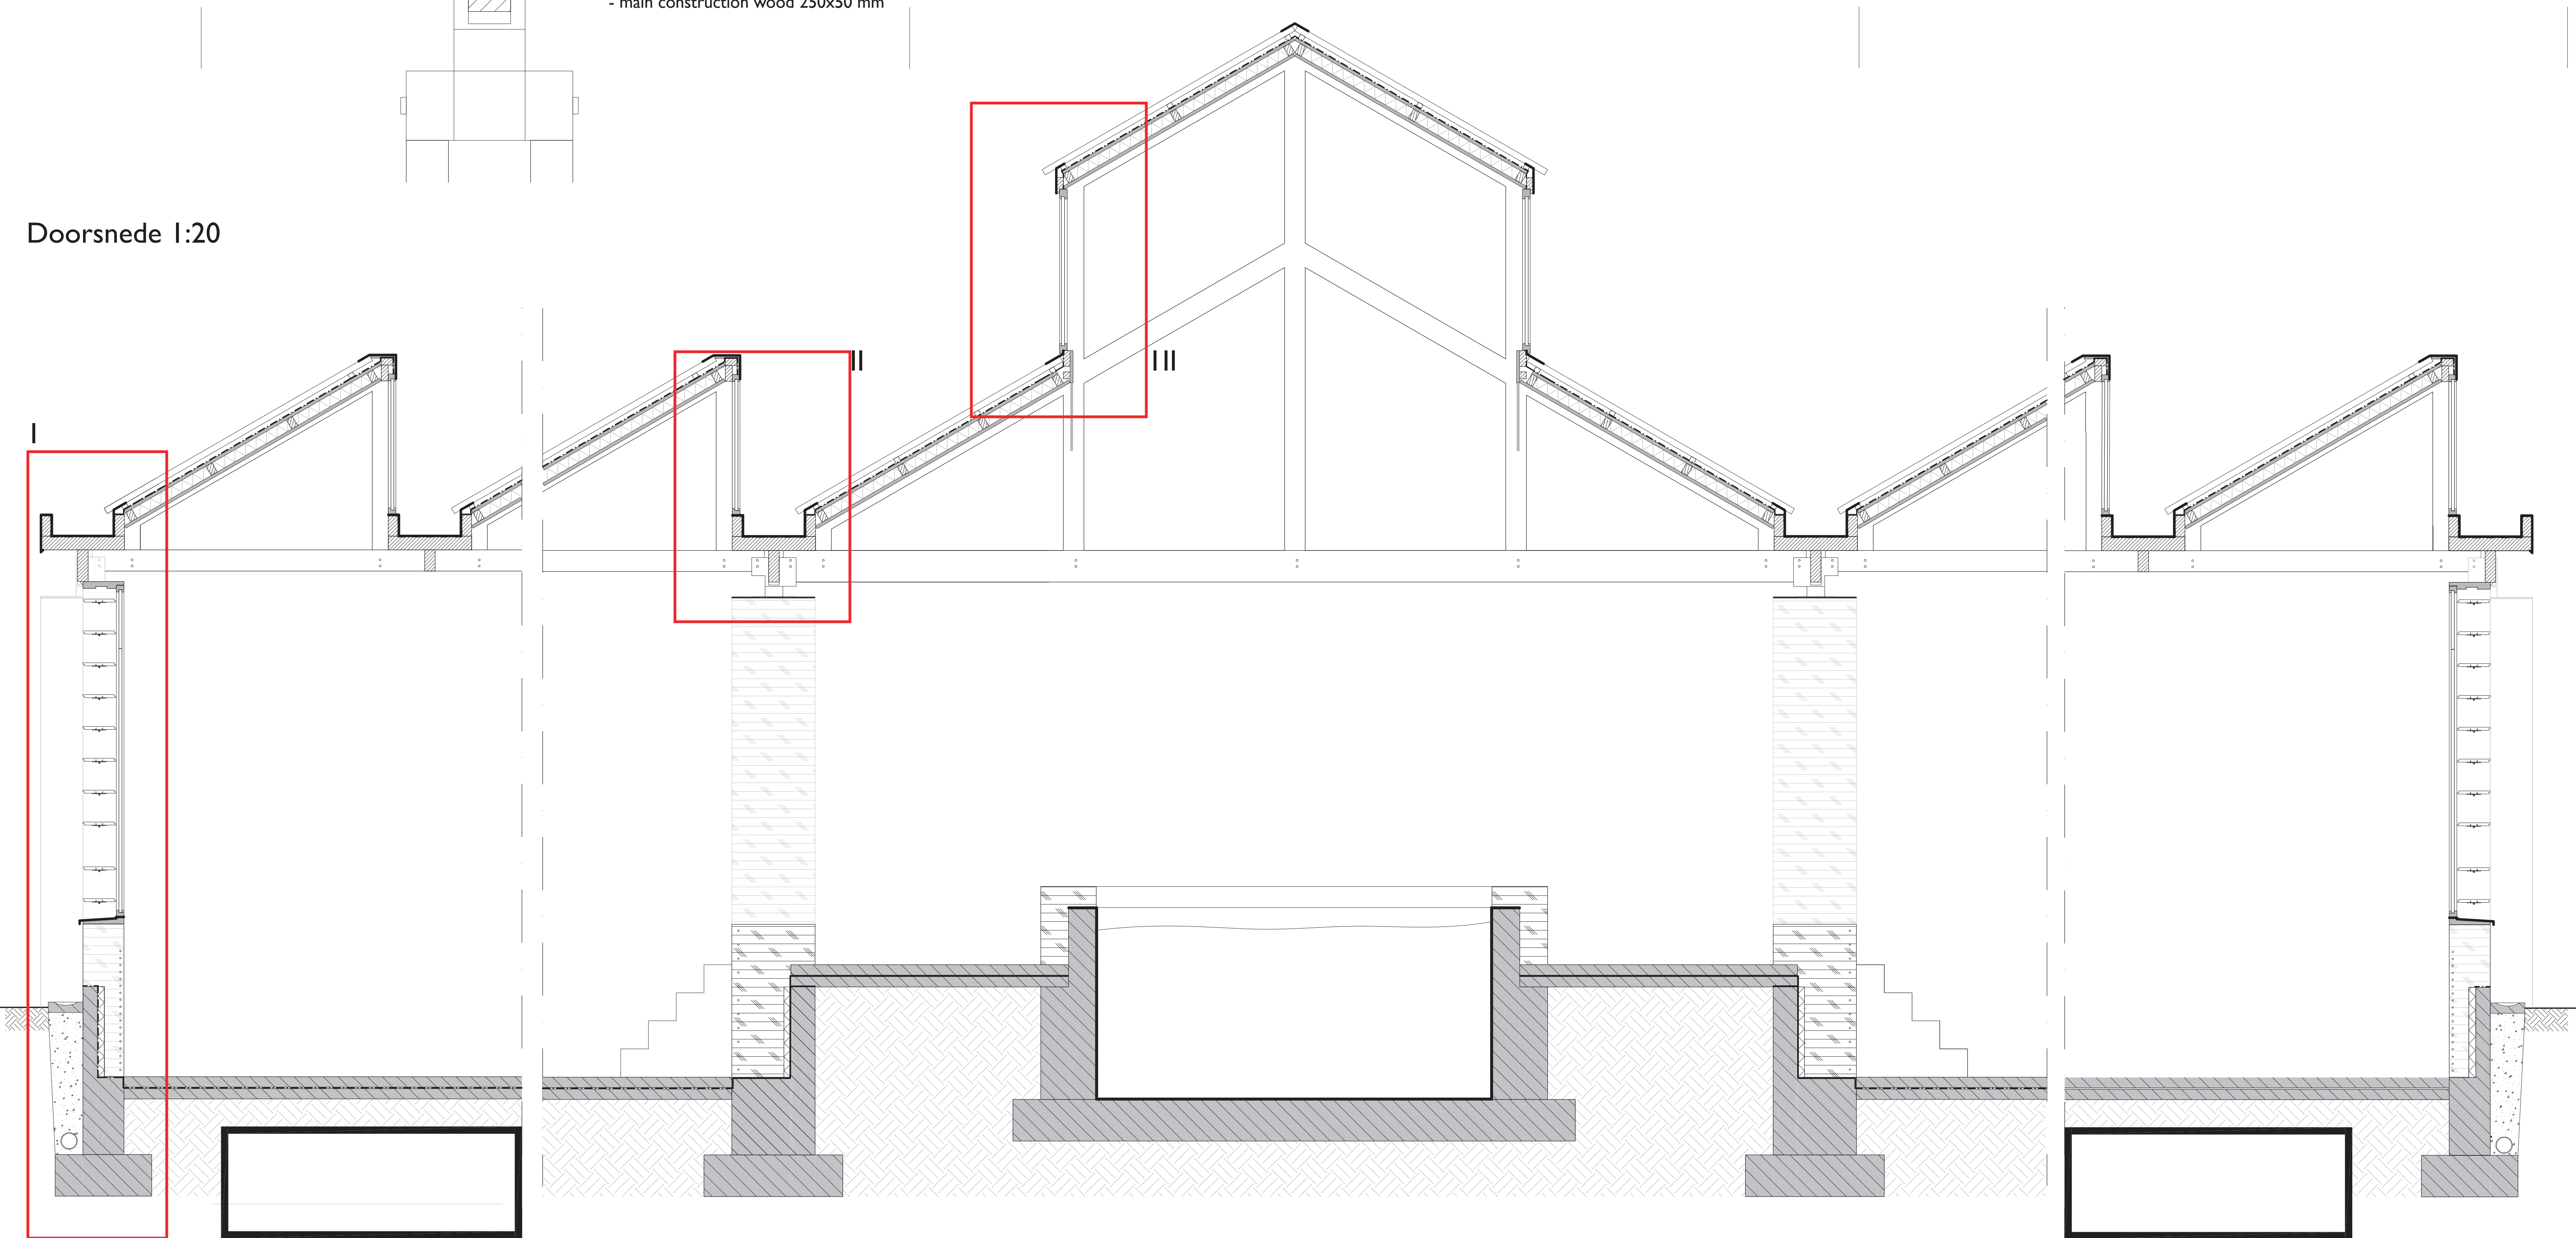 - main construction wood 250x50 mm
Doorsnede 1:20
II
III
I